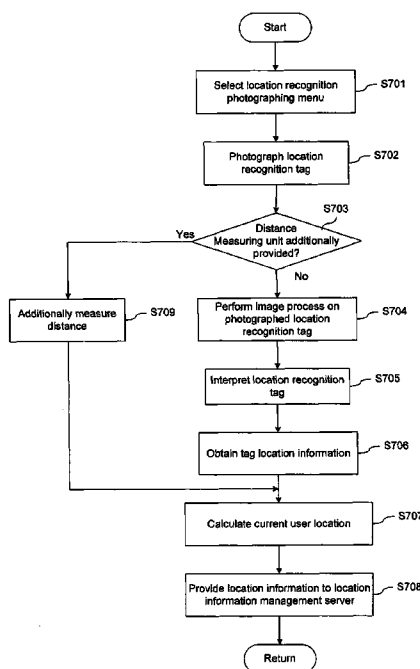 Start
Select location recognition
photographing menu
S701
Photograph location
recognition tag
S702
S703
Distance
Measuring unit additionally
provided?
Yes
No
Additionally measure
distance
S709
Perform image process on
photographed location
recognition tag
S704
Interpret location recognition
tag
S705
Obtain tag location information
S706
Calculate current user location
S707
Provide location information to location
information management server
S708
Return